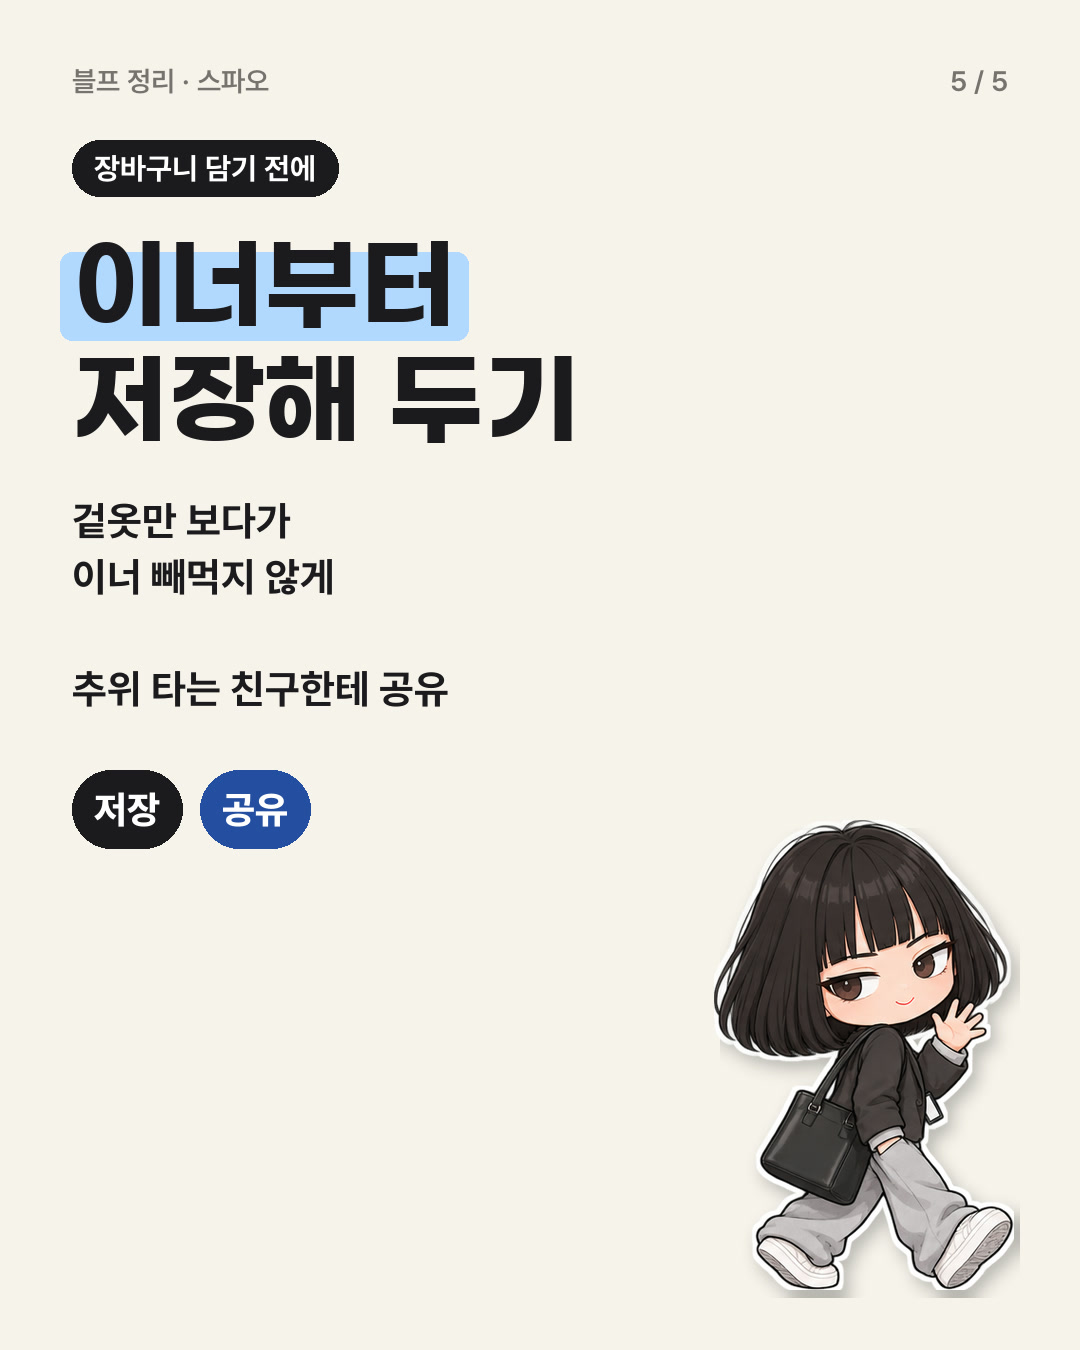 블프 정리 · 스파오
5 / 5
장바구니 담기 전에
이너부터
저장해 두기
겉옷만 보다가
이너 빼먹지 않게
추위 타는 친구한테 공유
저장
공유